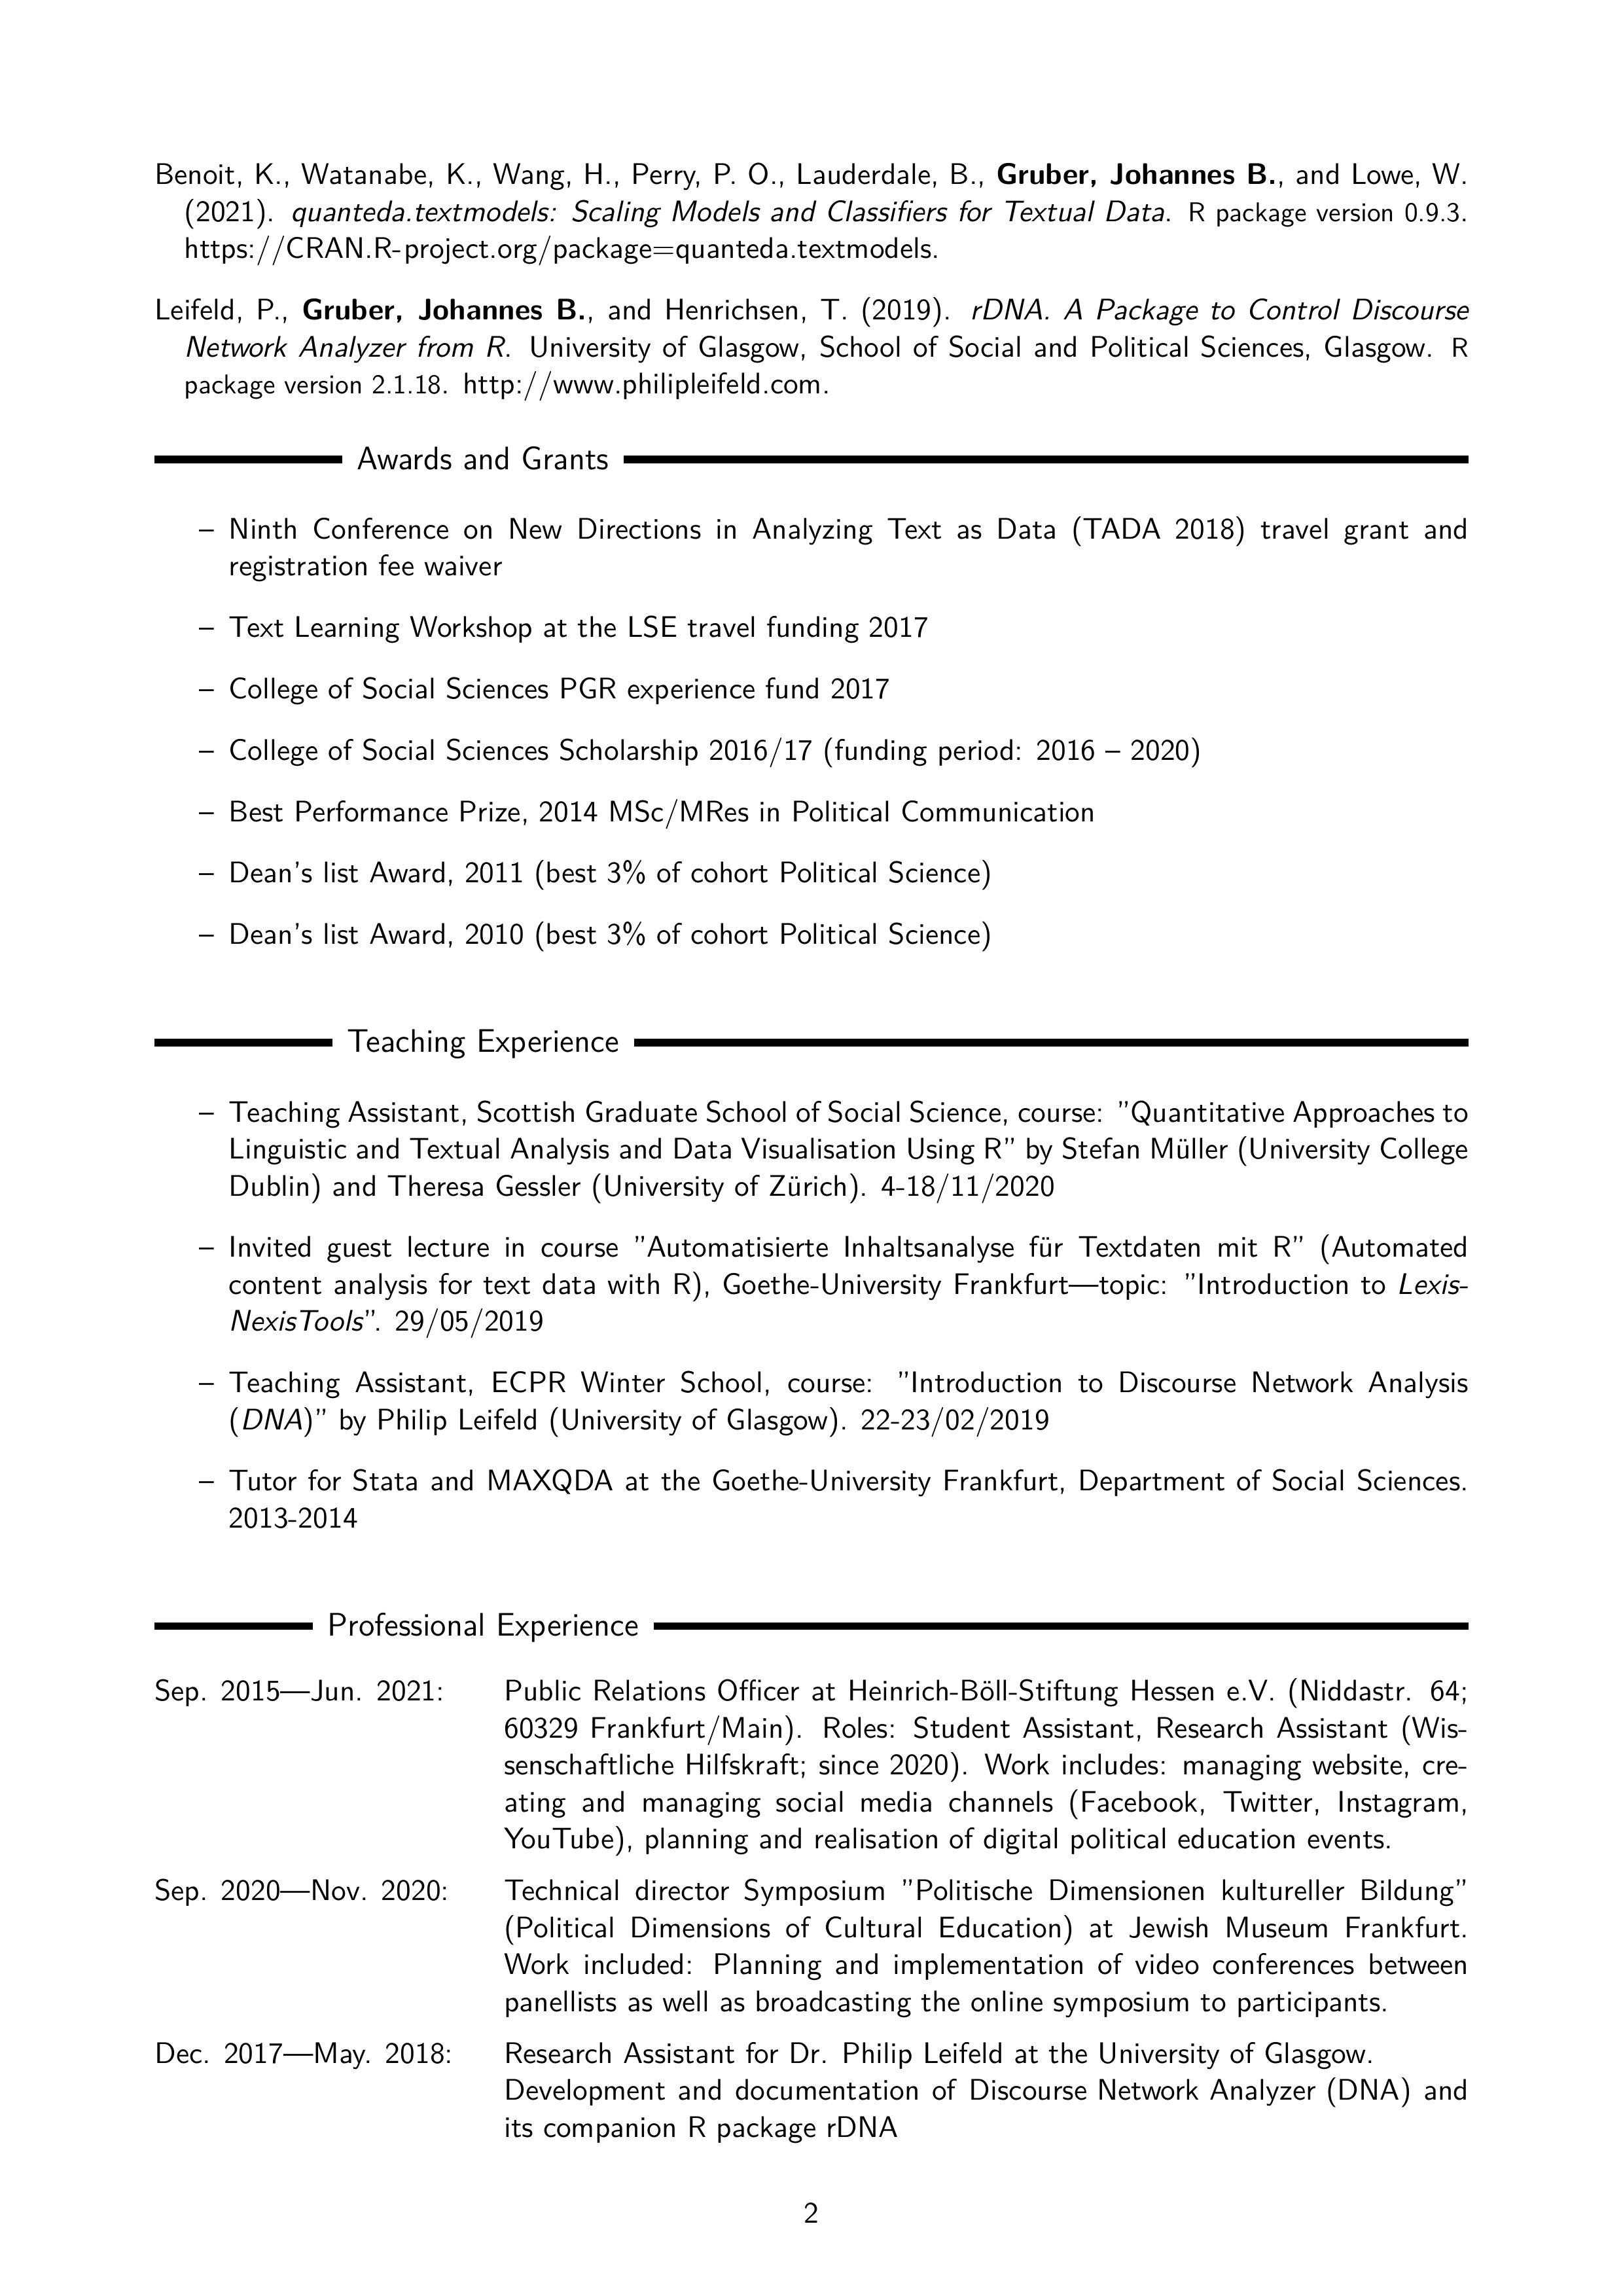 Benoit, K., Watanabe, K., Wang, H., Perry, P. O., Lauderdale, B., Gruber, Johannes B., and Lowe, W.
(2021). quanteda.textmodels: Scaling Models and Classifiers for Textual Data. R package version 0.9.3.
https://CRAN.R-project.org/package=quanteda.textmodels.
Leifeld, P., Gruber, Johannes B., and Henrichsen, T. (2019). rDNA. A Package to Control Discourse
Network Analyzer from R. University of Glasgow, School of Social and Political Sciences, Glasgow. R
package version 2.1.18. http://www.philipleifeld.com.
Awards and Grants
– Ninth Conference on New Directions in Analyzing Text as Data (TADA 2018) travel grant and
registration fee waiver
– Text Learning Workshop at the LSE travel funding 2017
– College of Social Sciences PGR experience fund 2017
– College of Social Sciences Scholarship 2016/17 (funding period: 2016 – 2020)
– Best Performance Prize, 2014 MSc/MRes in Political Communication
– Dean’s list Award, 2011 (best 3% of cohort Political Science)
– Dean’s list Award, 2010 (best 3% of cohort Political Science)
Teaching Experience
– Teaching Assistant, Scottish Graduate School of Social Science, course: ”Quantitative Approaches to
Linguistic and Textual Analysis and Data Visualisation Using R” by Stefan Müller (University College
Dublin) and Theresa Gessler (University of Zürich). 4-18/11/2020
– Invited guest lecture in course ”Automatisierte Inhaltsanalyse für Textdaten mit R” (Automated
content analysis for text data with R), Goethe-University Frankfurt—topic: ”Introduction to Lexis-
NexisTools”. 29/05/2019
– Teaching Assistant, ECPR Winter School, course: ”Introduction to Discourse Network Analysis
(DNA)” by Philip Leifeld (University of Glasgow). 22-23/02/2019
– Tutor for Stata and MAXQDA at the Goethe-University Frankfurt, Department of Social Sciences.
2013-2014
Professional Experience
Sep. 2015—Jun. 2021: Public Relations Officer at Heinrich-Böll-Stiftung Hessen e.V. (Niddastr. 64;
60329 Frankfurt/Main). Roles: Student Assistant, Research Assistant (Wis-
senschaftliche Hilfskraft; since 2020). Work includes: managing website, cre-
ating and managing social media channels (Facebook, Twitter, Instagram,
YouTube), planning and realisation of digital political education events.
Sep. 2020—Nov. 2020: Technical director Symposium ”Politische Dimensionen kultureller Bildung”
(Political Dimensions of Cultural Education) at Jewish Museum Frankfurt.
Work included: Planning and implementation of video conferences between
panellists as well as broadcasting the online symposium to participants.
Dec. 2017—May. 2018: Research Assistant for Dr. Philip Leifeld at the University of Glasgow.
Development and documentation of Discourse Network Analyzer (DNA) and
its companion R package rDNA
2